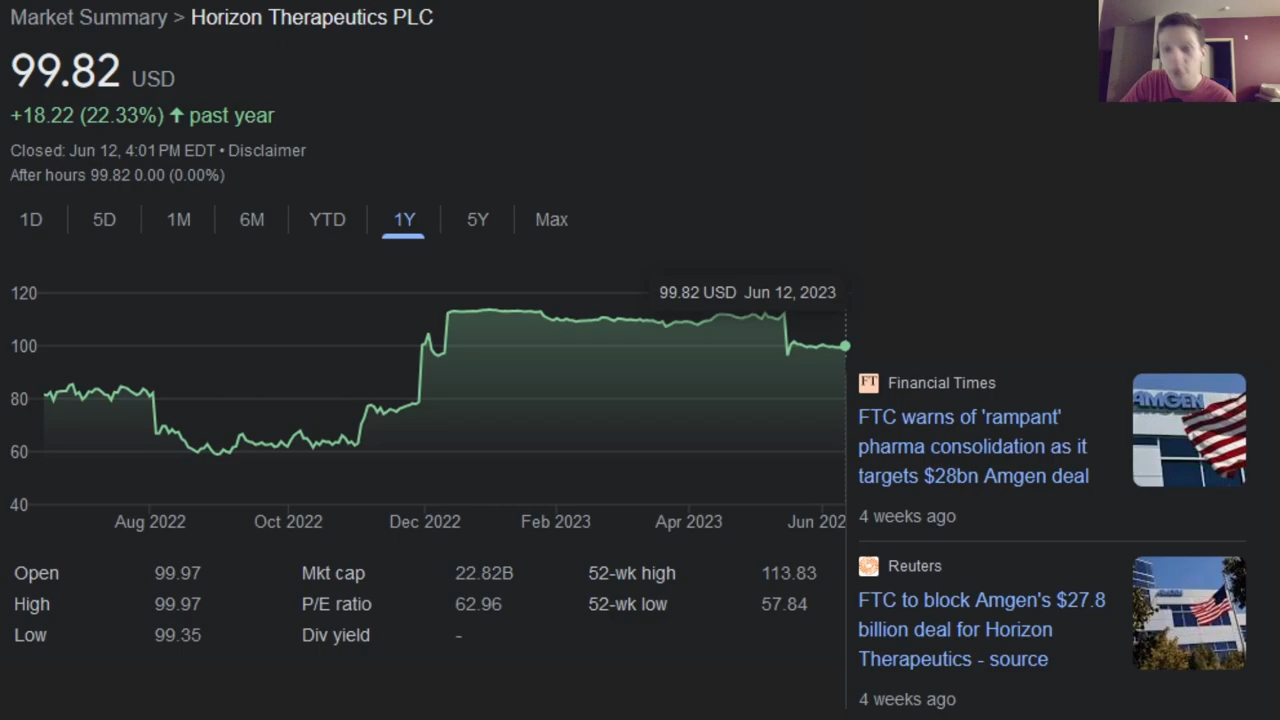 Market Summary > Horizon Therapeutics PLC
99.82 USD
+18.22 (22.33%) ↑ past year
Closed: Jun 12, 4:01 PM EDT • Disclaimer
After hours 99.82 0.00 (0.00%)
1D 5D 1M 6M YTD 1Y 5Y Max
99.82 USD Jun 12, 2023
120
100
80
60
40
Aug 2022 Oct 2022 Dec 2022 Feb 2023 Apr 2023 Jun 202
Open 99.97 Mkt cap 22.82B 52-wk high 113.83
High 99.97 P/E ratio 62.96 52-wk low 57.84
Low 99.35 Div yield -
FT Financial Times
FTC warns of 'rampant'
pharma consolidation as it
targets $28bn Amgen deal
4 weeks ago
AMGEN
Reuters
FTC to block Amgen's $27.8
billion deal for Horizon
Therapeutics - source
4 weeks ago